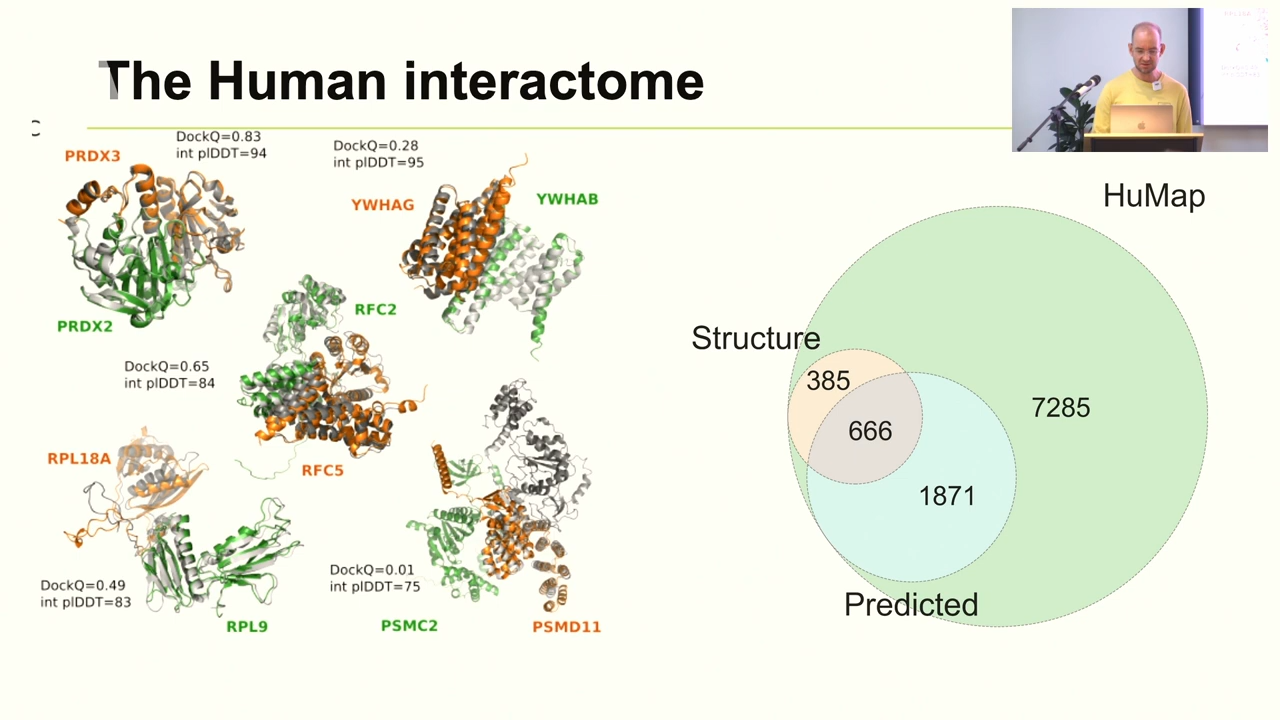 The Human interactome
PRDX3
DockQ=0.83
int plDDT=94
PRDX2
DockQ=0.28
int plDDT=95
YWHAG
YWHAB
RFC2
DockQ=0.65
int plDDT=84
RFC5
RPL18A
DockQ=0.49
int plDDT=83
RPL9
DockQ=0.01
int plDDT=75
PSMC2
PSMD11
HuMap
Structure
385
666
7285
1871
Predicted